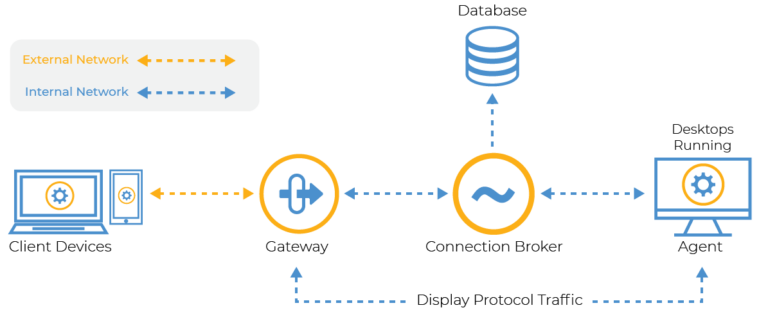 Database
External Network
Internal Network
Desktops
Running
Client Devices
Gateway
Connection Broker
Agent
Display Protocol Traffic